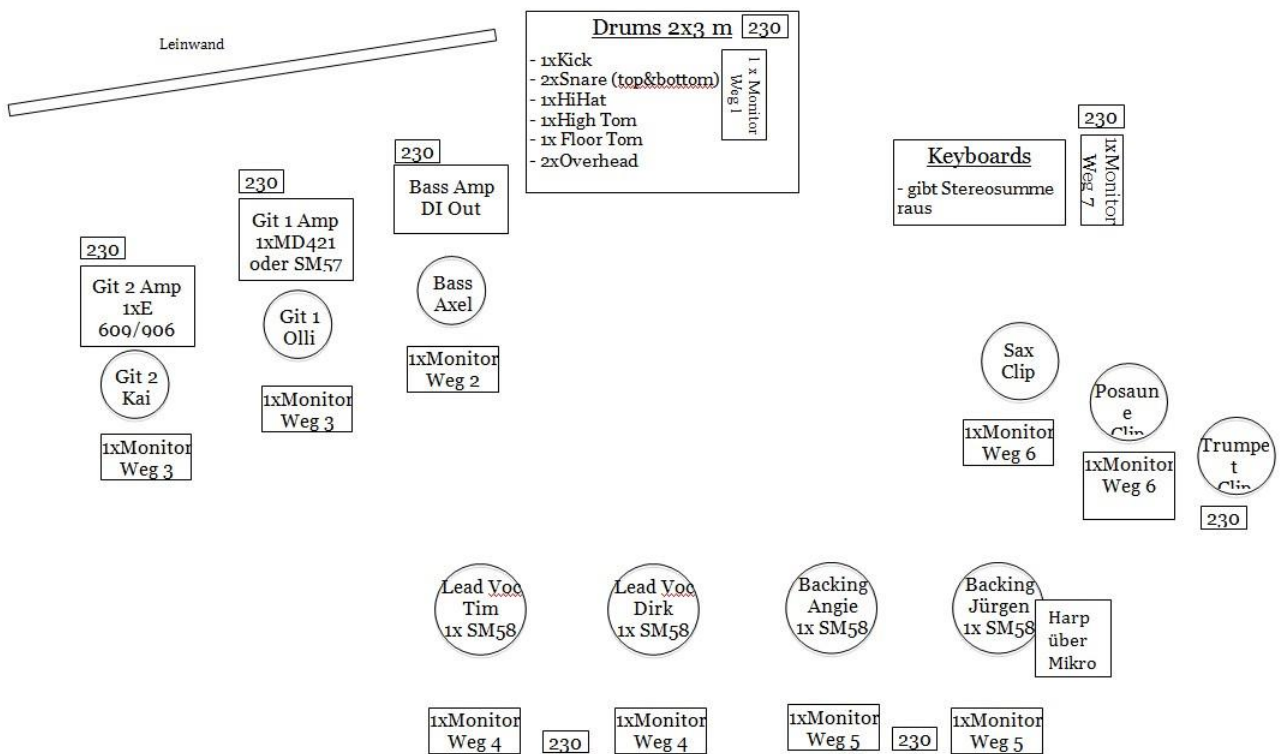 Leinwand
Drums 2x3 m
230
- 1xKick
- 2xSnare (top&bottom)
- 1xHiHat
- 1xHigh Tom
- 1x Floor Tom
- 2xOverhead
1 x Monitor
Weg 1
230
Keyboards
- gibt Stereosumme
raus
1xMonitor
Weg 7
230
Bass Amp
DI Out
230
Git 1 Amp
1xMD421
oder SM57
230
Git 2 Amp
1xE
609/906
Bass
Axel
Git 1
Olli
Git 2
Kai
1xMonitor
Weg 2
1xMonitor
Weg 3
1xMonitor
Weg 3
Sax
Clip
Posaun
e
Clip
Trumpe
t
Clip
1xMonitor
Weg 6
1xMonitor
Weg 6
230
Lead Voc
Tim
1x SM58
Lead Voc
Dirk
1x SM58
Backing
Angie
1x SM58
Backing
Jürgen
1x SM58
Harp
über
Mikro
1xMonitor
Weg 4
230
1xMonitor
Weg 4
1xMonitor
Weg 5
230
1xMonitor
Weg 5